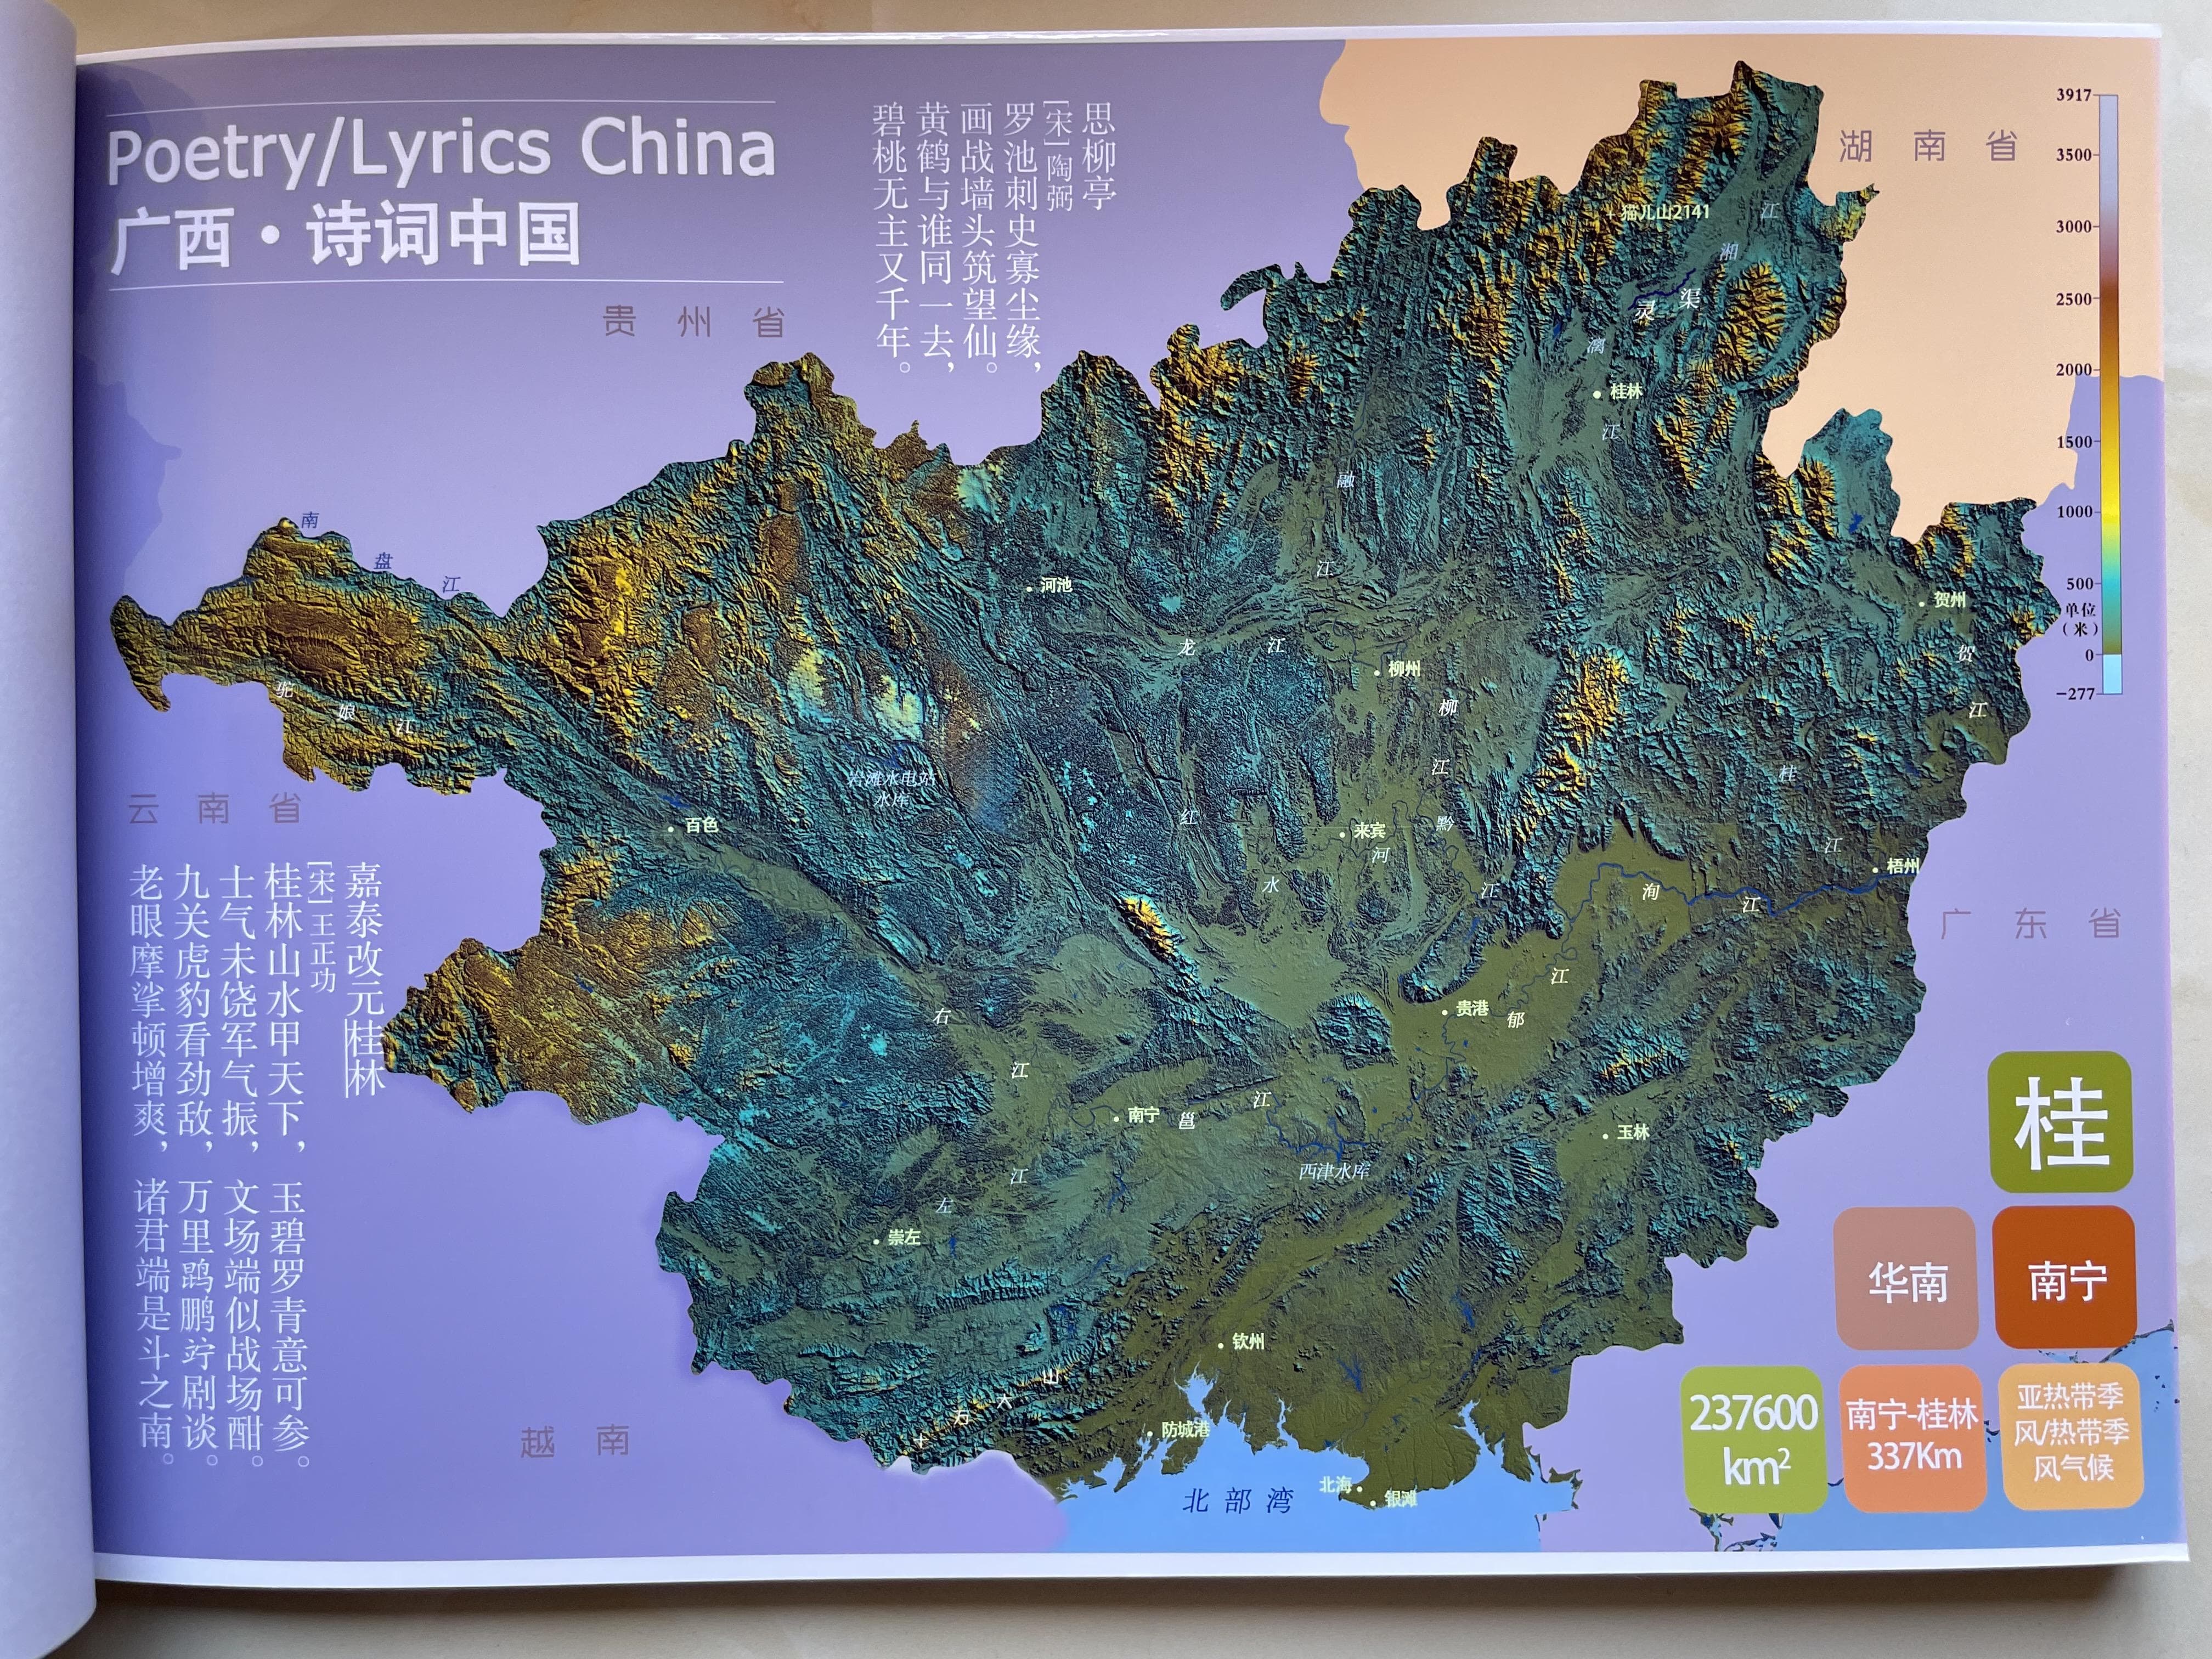 Poetry/Lyrics China
广西·诗词中国
思柳亭
[宋] 陶弼
罗池刺史寡尘缘，
画战墙头筑望仙。
黄鹤与谁同一去，
碧桃无主又千年。
湖南省
贵州省
云南省
广东省
越南
嘉泰改元桂林
[宋] 王正功
桂林山水甲天下， 玉碧罗青意可参。
士气未饶军气振， 文场端似战场酣。
九关虎豹看劲敌， 万里鹍鹏竚剧谈。
老眼摩挲顿增爽， 诸君端是斗之南。
猫儿山2141
湘江
灵渠
漓江
桂林
融江
南盘江
河池
贺州
贺江
龙江
柳州
柳江
驮娘江
岩滩水电站
水库
百色
红水河
来宾
黔江
桂江
梧州
浔江
右江
贵港
郁江
南宁
邕江
玉林
西津水库
左江
崇左
钦州
十万大山
防城港
北海
银滩
北部湾
3917
3500
3000
2500
2000
1500
1000
500
单位
（米）
0
-277
桂
华南
南宁
237600
km²
南宁-桂林
337Km
亚热带季
风/热带季
风气候